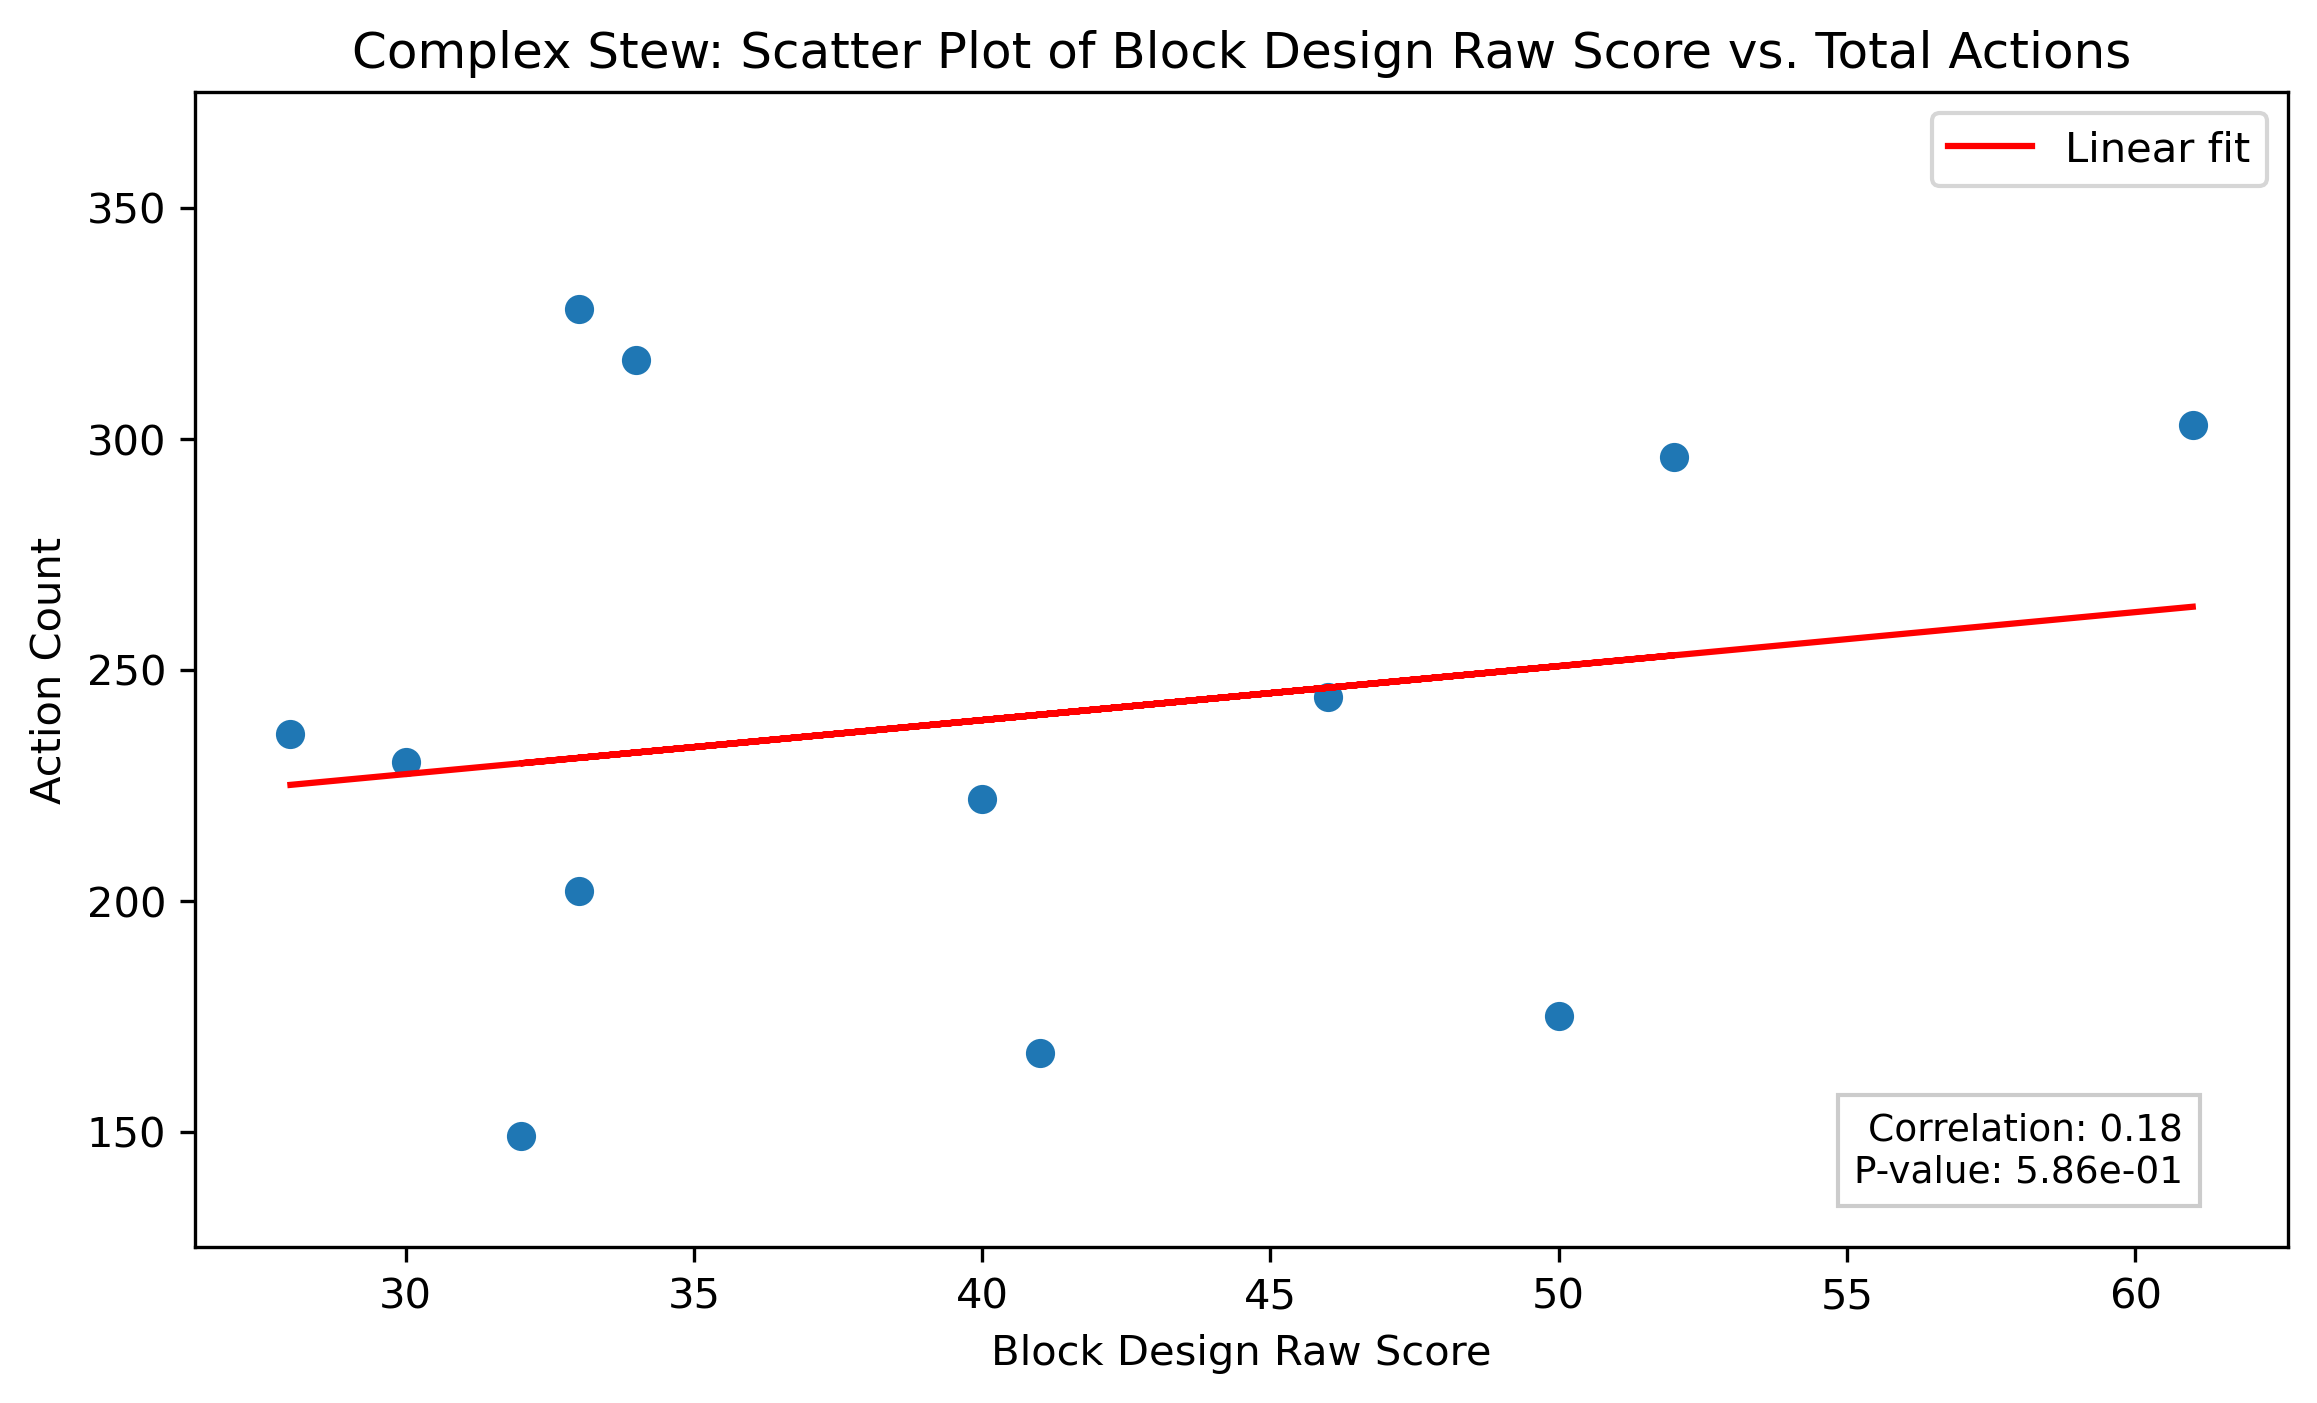 Complex Stew: Scatter Plot of Block Design Raw Score vs. Total Actions
Linear fit
350
300
250
200
150
Action Count
Correlation: 0.18
P-value: 5.86e-01
30 35 40 45 50 55 60
Block Design Raw Score